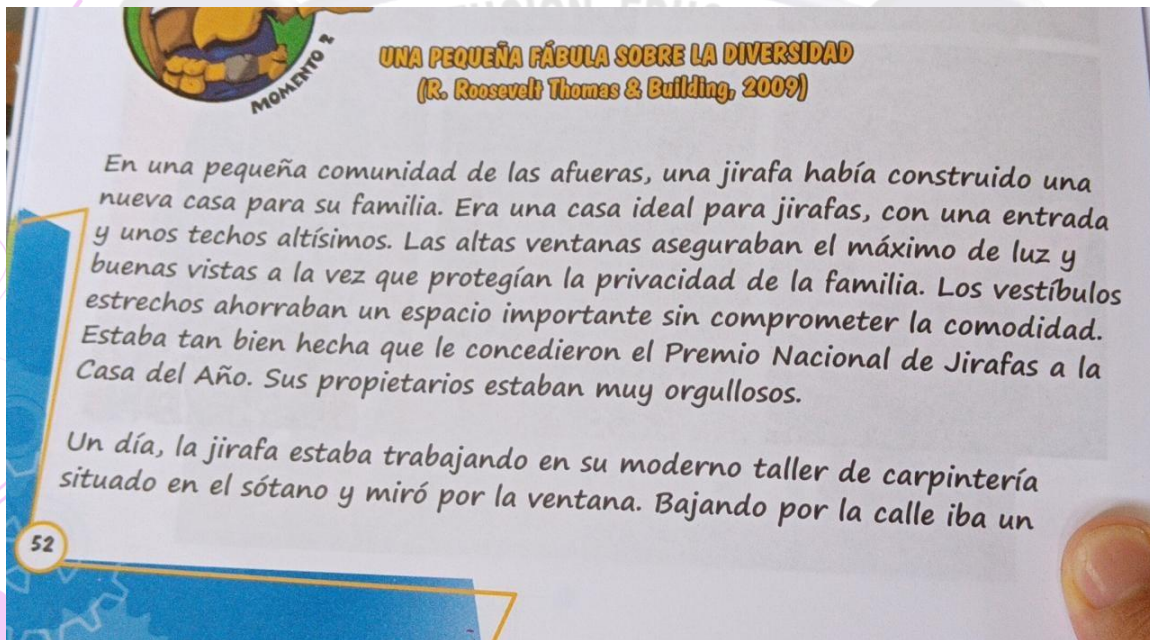 MOMENTO 2
UNA PEQUEÑA FÁBULA SOBRE LA DIVERSIDAD
(R. Roosevelt Thomas & Building, 2009)
En una pequeña comunidad de las afueras, una jirafa había construido una
nueva casa para su familia. Era una casa ideal para jirafas, con una entrada
y unos techos altísimos. Las altas ventanas aseguraban el máximo de luz y
buenas vistas a la vez que protegían la privacidad de la familia. Los vestíbulos
estrechos ahorraban un espacio importante sin comprometer la comodidad.
Estaba tan bien hecha que le concedieron el Premio Nacional de Jirafas a la
Casa del Año. Sus propietarios estaban muy orgullosos.
Un día, la jirafa estaba trabajando en su moderno taller de carpintería
situado en el sótano y miró por la ventana. Bajando por la calle iba un
52